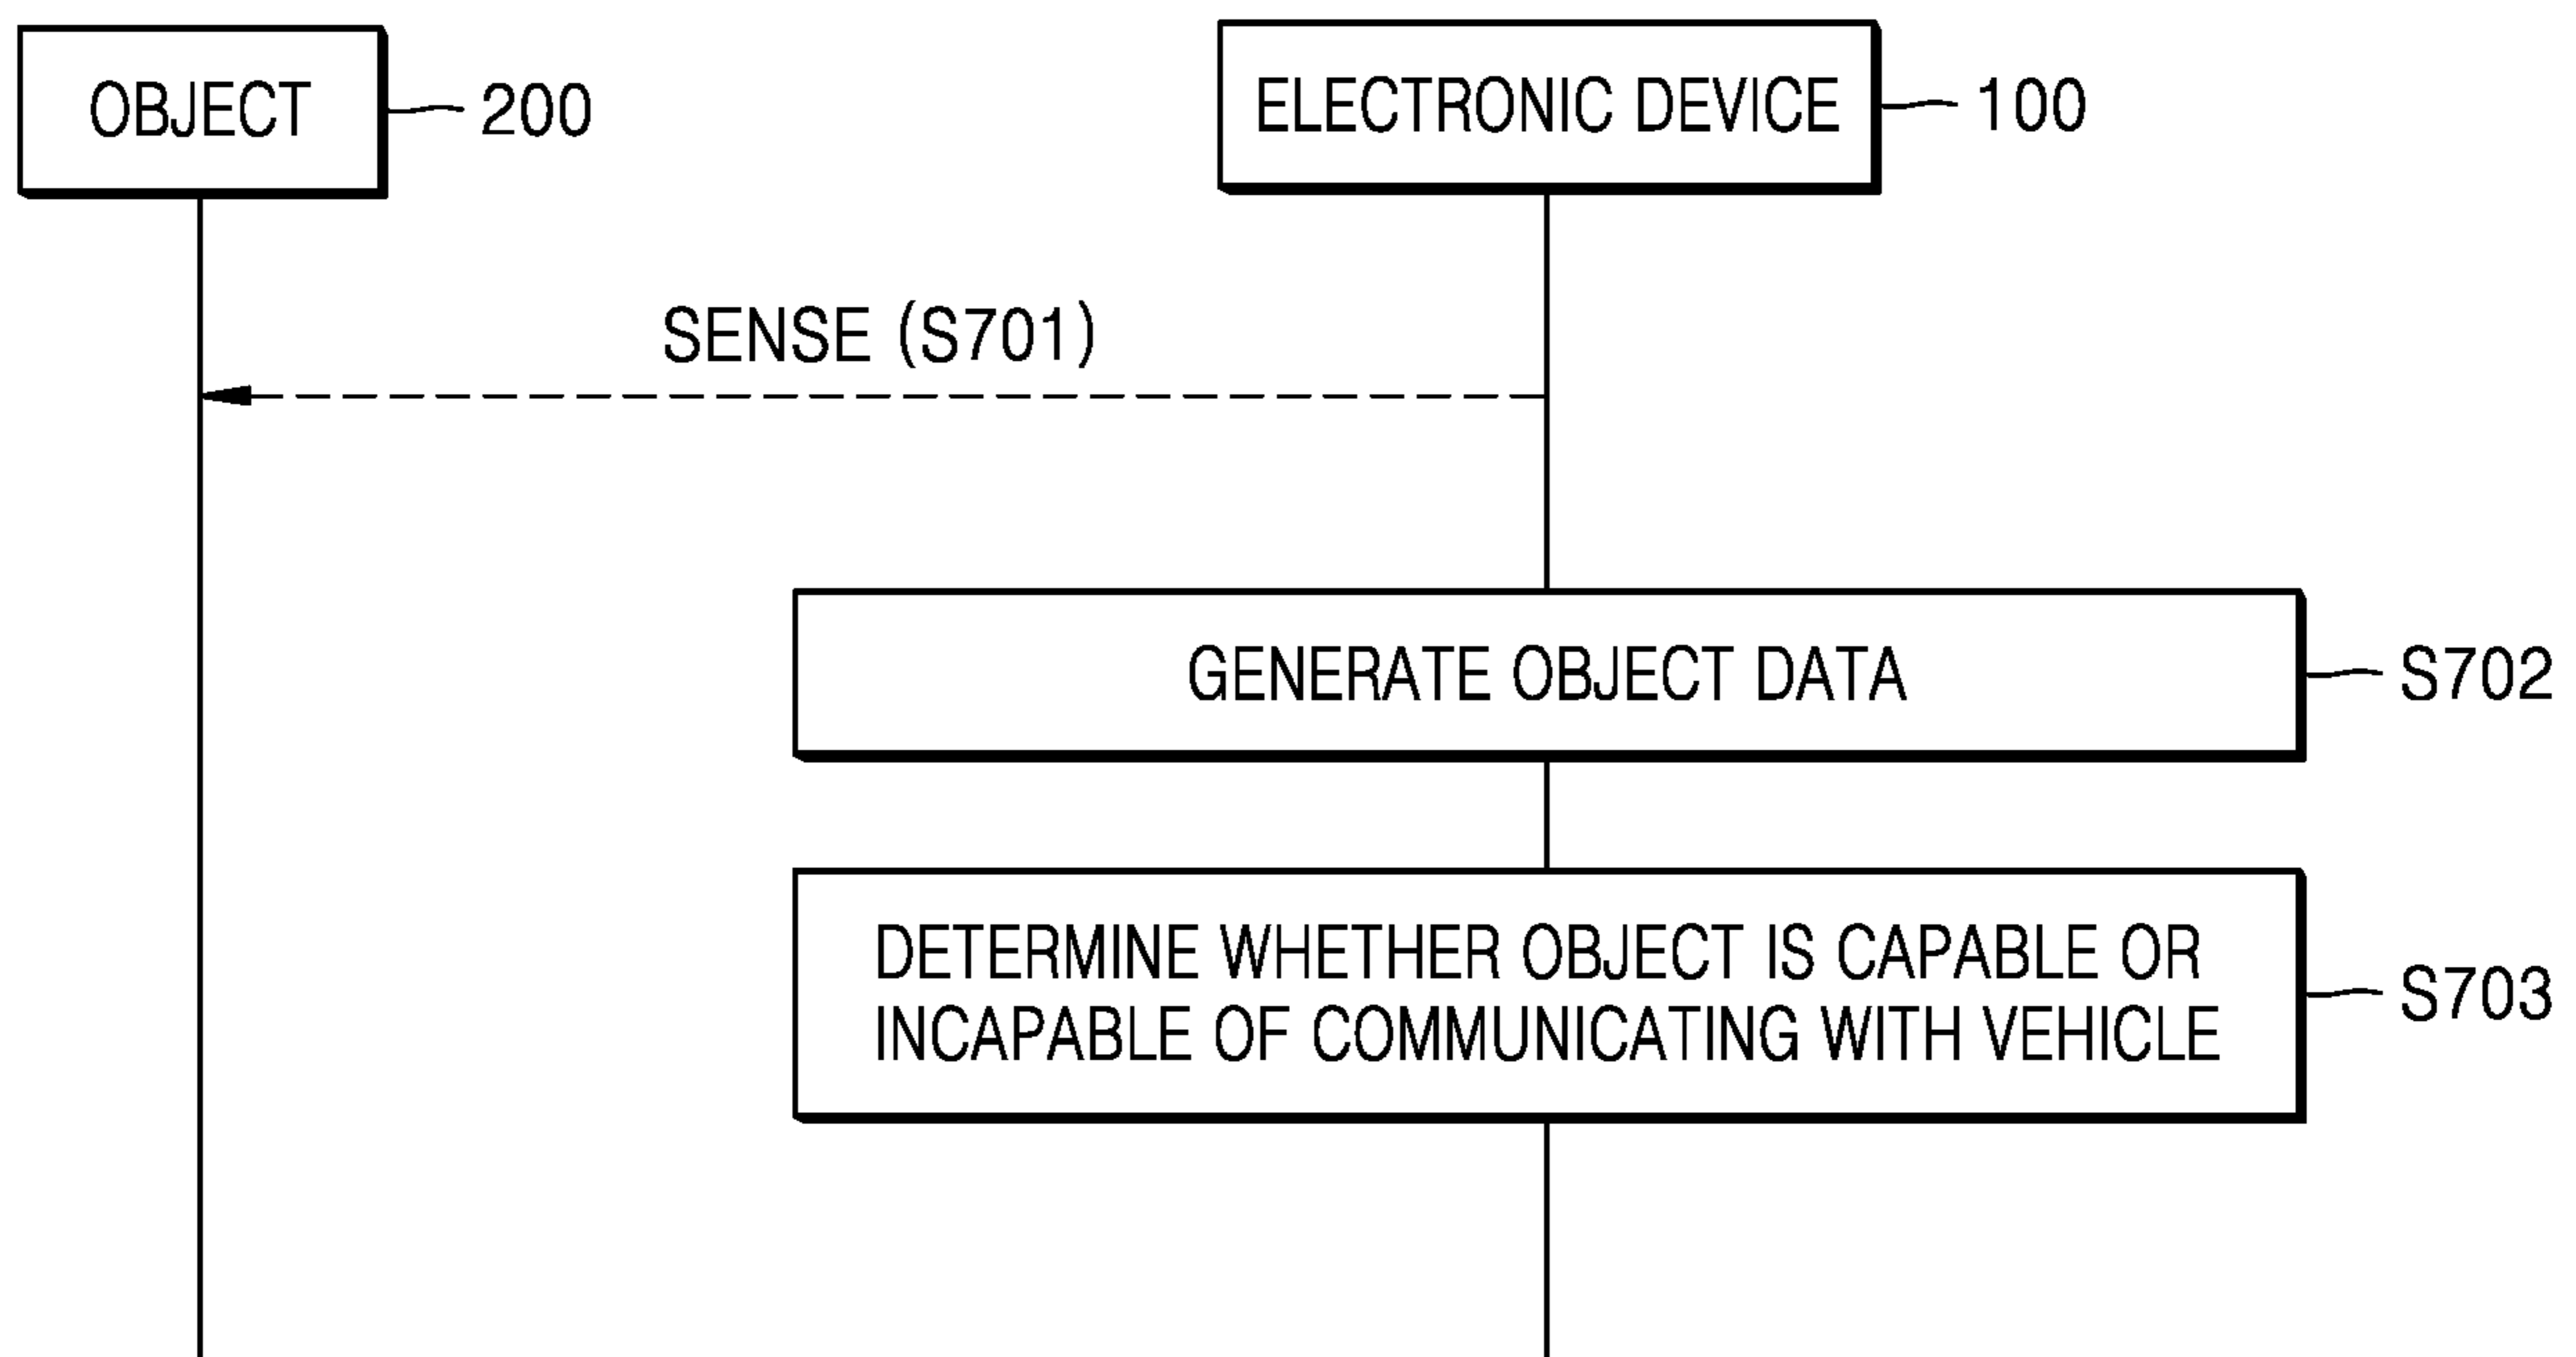 OBJECT
200
ELECTRONIC DEVICE
100
SENSE (S701)
GENERATE OBJECT DATA
S702
DETERMINE WHETHER OBJECT IS CAPABLE OR
INCAPABLE OF COMMUNICATING WITH VEHICLE
S703